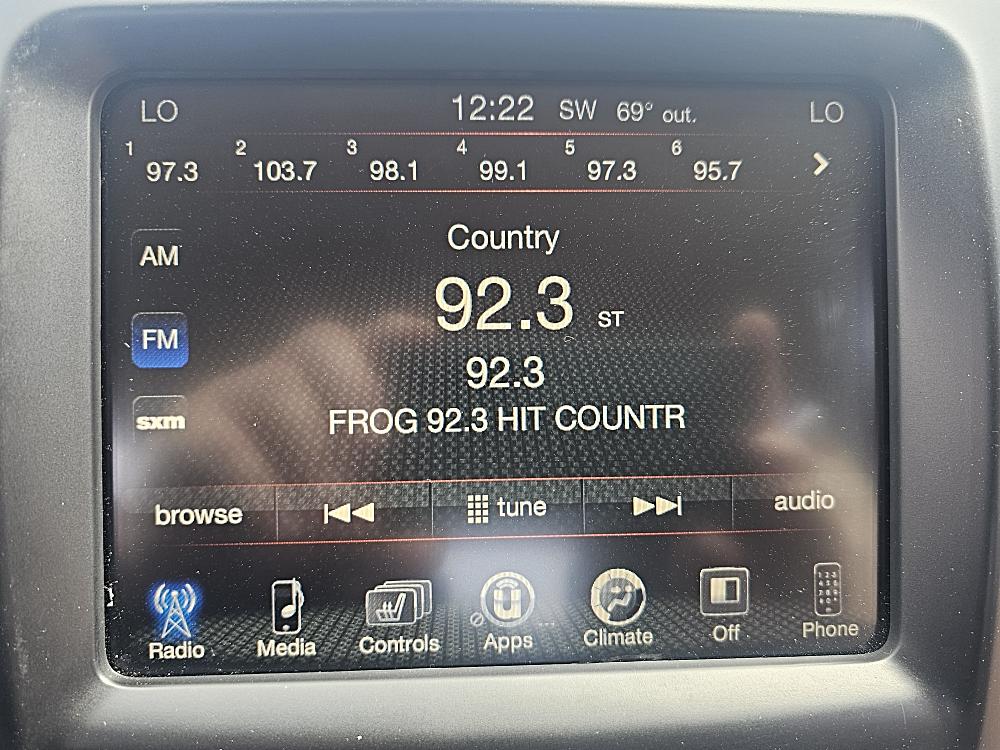 LO 12:22 SW 69° out. LO
1 2 3 4 5 6
97.3 103.7 98.1 99.1 97.3 95.7
Country
AM
92.3 ST
FM
92.3
sxm
FROG 92.3 HIT COUNTR
browse tune audio
Radio Media Controls Apps Climate Off Phone